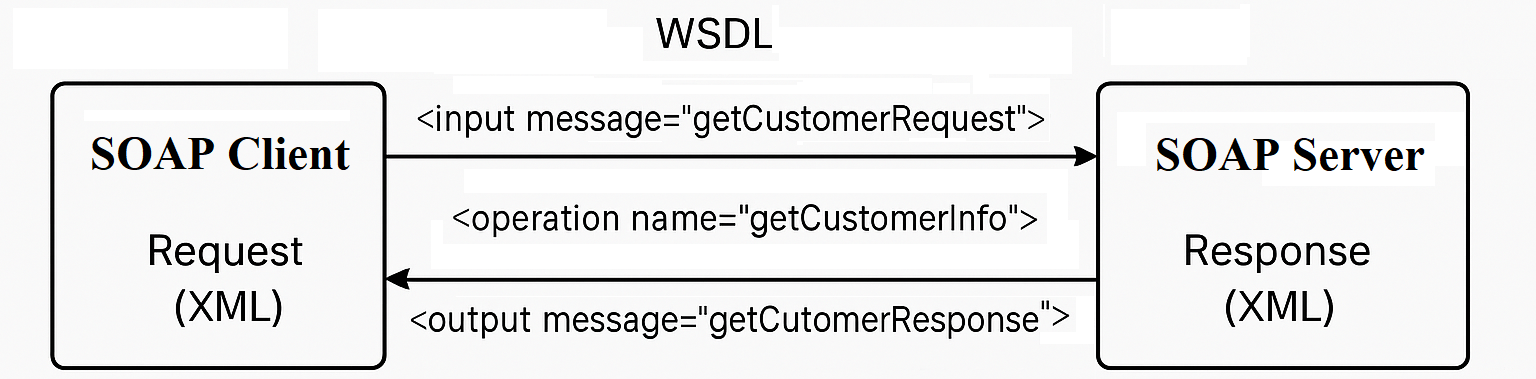 WSDL
<input message="getCustomerRequest">
SOAP Client
SOAP Server
<operation name="getCustomerInfo">
Request
(XML)
Response
(XML)
<output message="getCutomerResponse">